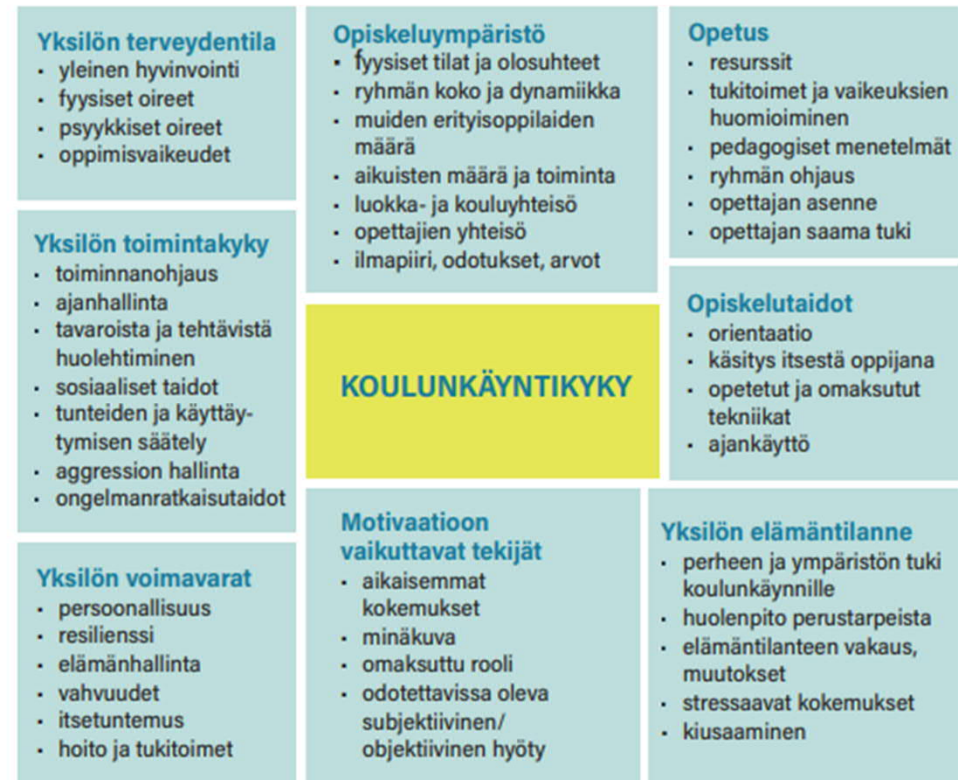 Yksilön terveydentila
• yleinen hyvinvointi
• fyysiset oireet
• psyykkiset oireet
• oppimisvaikeudet
Yksilön toimintakyky
• toiminnanohjaus
• ajanhallinta
• tavaroista ja tehtävistä
huolehtiminen
• sosiaaliset taidot
• tunteiden ja käyttäy-
tymisen säätely
• aggression hallinta
• ongelmanratkaisutaidot
Yksilön voimavarat
• persoonallisuus
• resilienssi
• elämänhallinta
• vahvuudet
• itsetuntemus
• hoito ja tukitoimet
Opiskeluympäristö
• fyysiset tilat ja olosuhteet
• ryhmän koko ja dynamiikka
• muiden erityisoppilaiden
määrä
• aikuisten määrä ja toiminta
• luokka- ja kouluyhteisö
• opettajien yhteisö
• ilmapiiri, odotukset, arvot
KOULUNKÄYNTIKYKY
Motivaatioon
vaikuttavat tekijät
• aikaisemmat
kokemukset
• minäkuva
• omaksuttu rooli
• odotettavissa oleva
subjektiivinen/
objektiivinen hyöty
Opetus
• resurssit
• tukitoimet ja vaikeuksien
huomioiminen
• pedagogiset menetelmät
• ryhmän ohjaus
• opettajan asenne
• opettajan saama tuki
Opiskelutaidot
• orientaatio
• käsitys itsestä oppijana
• opetetut ja omaksutut
tekniikat
• ajankäyttö
Yksilön elämäntilanne
• perheen ja ympäristön tuki
koulunkäynnille
• huolenpito perustarpeista
• elämäntilanteen vakaus,
muutokset
• stressaavat kokemukset
• kiusaaminen